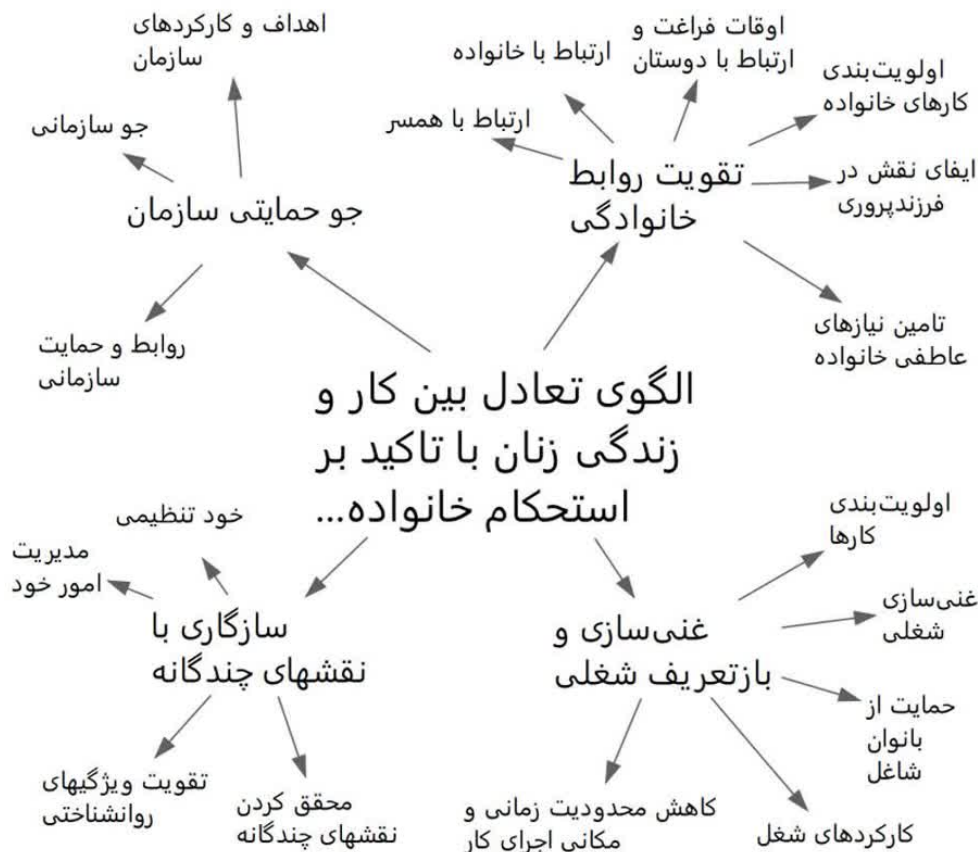 الگوی تعادل بین کار و
زندگی زنان با تاکید بر
استحکام خانواده...
تقویت روابط
خانوادگی
ارتباط با همسر
ارتباط با خانواده
اوقات فراغت و
ارتباط با دوستان
اولویت‌بندی
کارهای خانواده
ایفای نقش در
فرزندپروری
تامین نیازهای
عاطفی خانواده
جو حمایتی سازمان
اهداف و کارکردهای
سازمان
جو سازمانی
روابط و حمایت
سازمانی
غنی‌سازی و
بازتعریف شغلی
اولویت‌بندی
کارها
غنی‌سازی
شغلی
حمایت از
بانوان
شاغل
کارکردهای شغل
کاهش محدودیت زمانی و
مکانی اجرای کار
سازگاری با
نقشهای چندگانه
خود تنظیمی
مدیریت
امور خود
تقویت ویژگیهای
روانشناختی
محقق کردن
نقشهای چندگانه